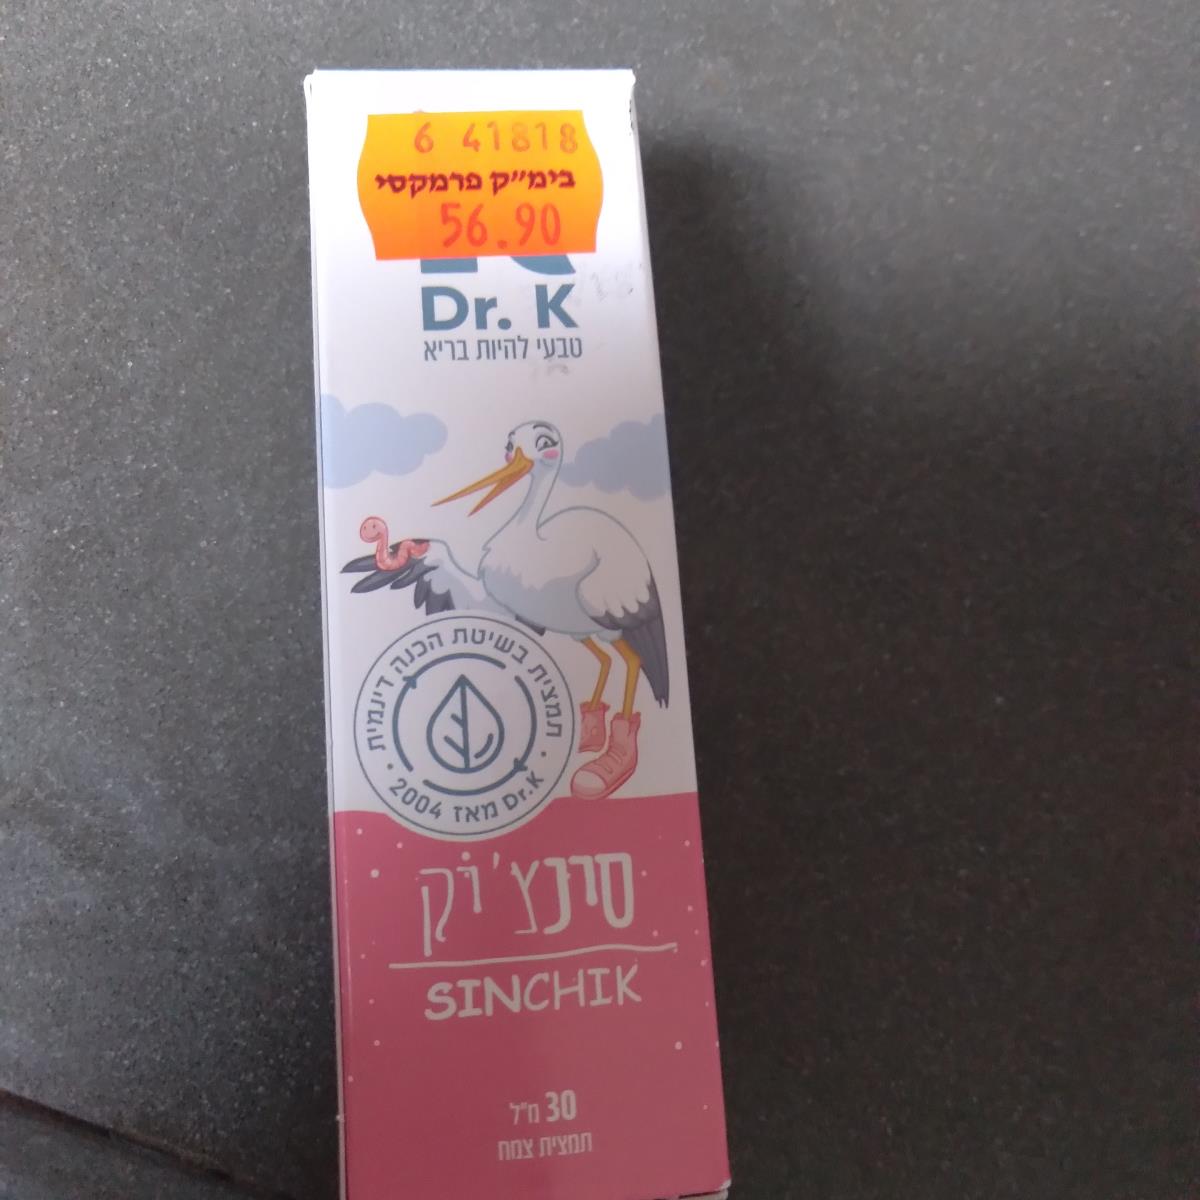 6 41818
בימ״ק פרמקסי
56.90
Dr. K
טבעי להיות בריא
תמצית בשיטת הכנה דינמית
Dr.K מאז 2004
סינצ'יק
SINCHIK
30 מ״ל
תמצית צמח